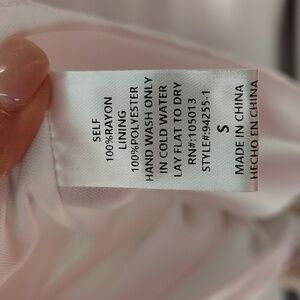 SELF
100%RAYON
LINING
100%POLYESTER
HAND WASH ONLY
IN COLD WATER
LAY FLAT TO DRY
RN#:105013
STYLE#:94255-1
S
MADE IN CHINA
HECHO EN CHINA